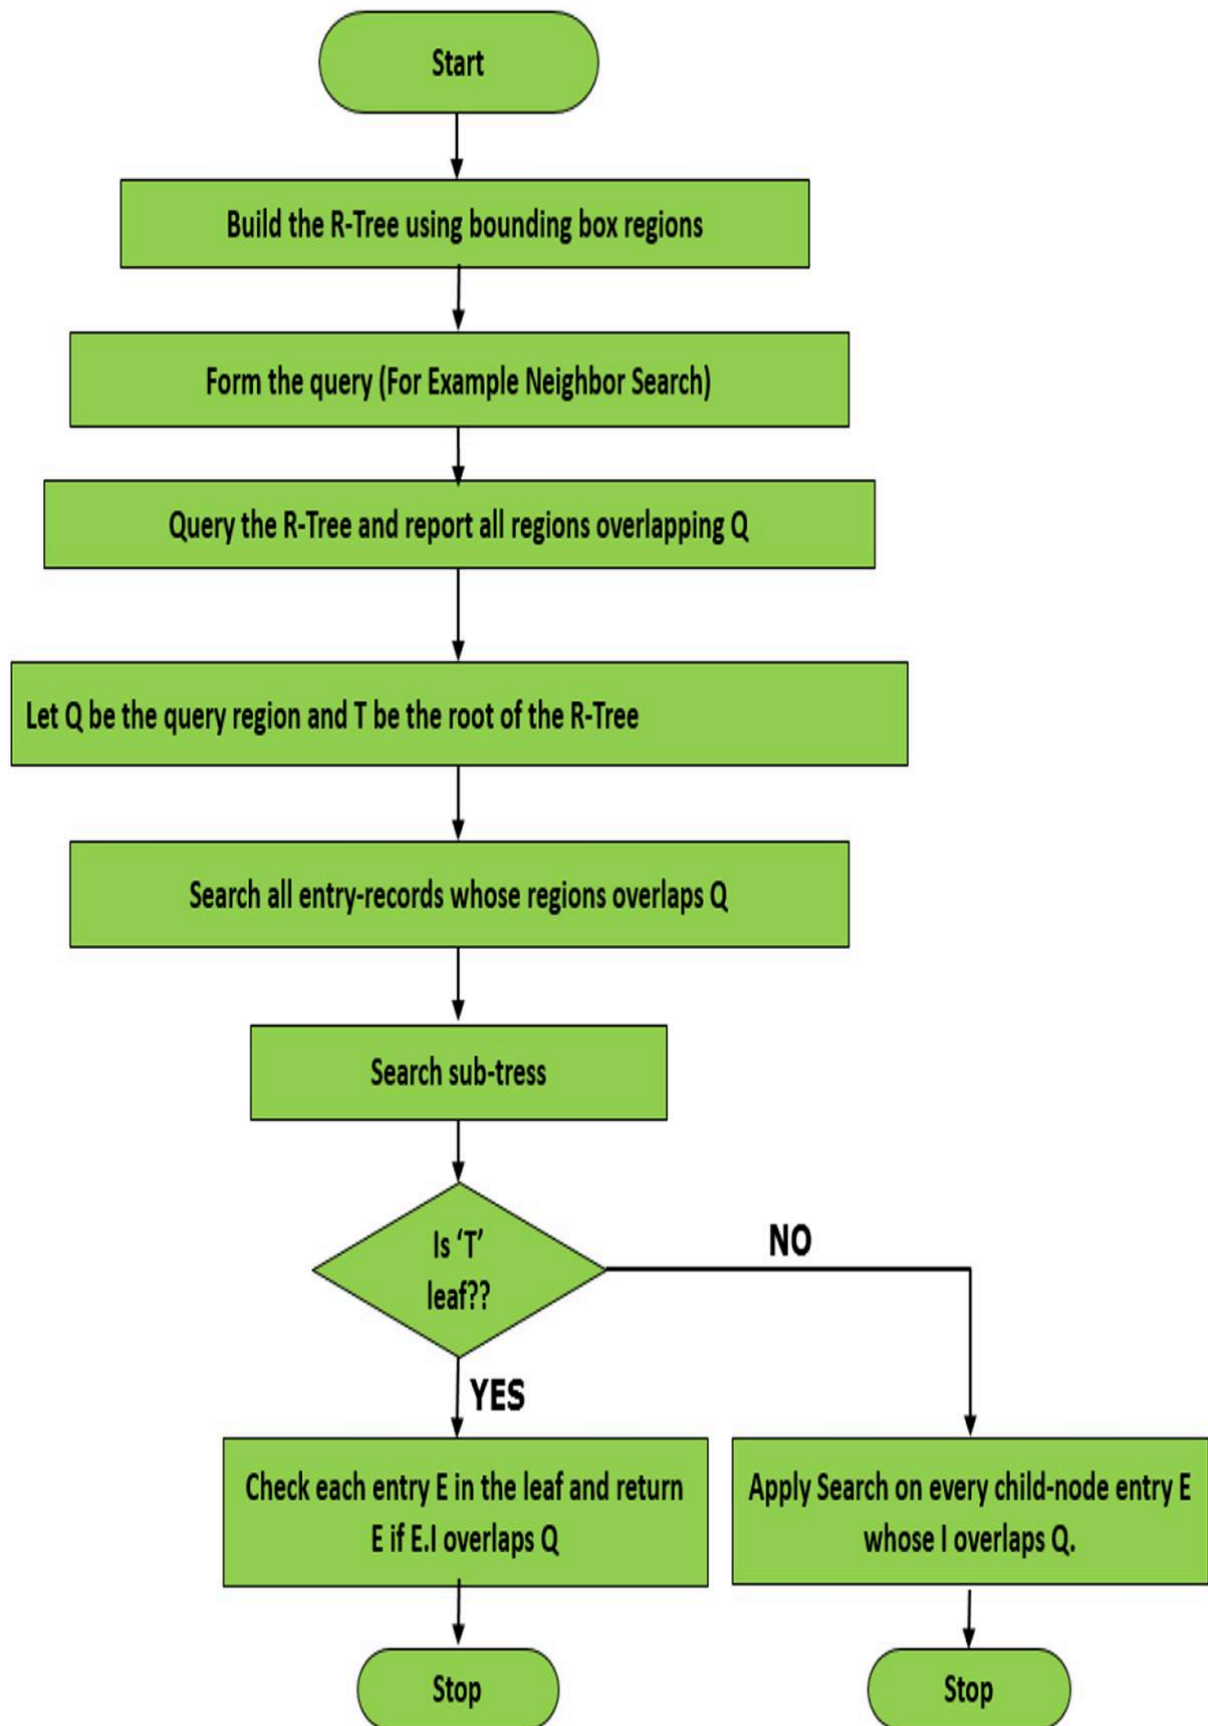 Start
Build the R-Tree using bounding box regions
Form the query (For Example Neighbor Search)
Query the R-Tree and report all regions overlapping Q
Let Q be the query region and T be the root of the R-Tree
Search all entry-records whose regions overlaps Q
Search sub-tress
Is ‘T’
leaf??
NO
YES
Check each entry E in the leaf and return
E if E.I overlaps Q
Apply Search on every child-node entry E
whose I overlaps Q.
Stop
Stop